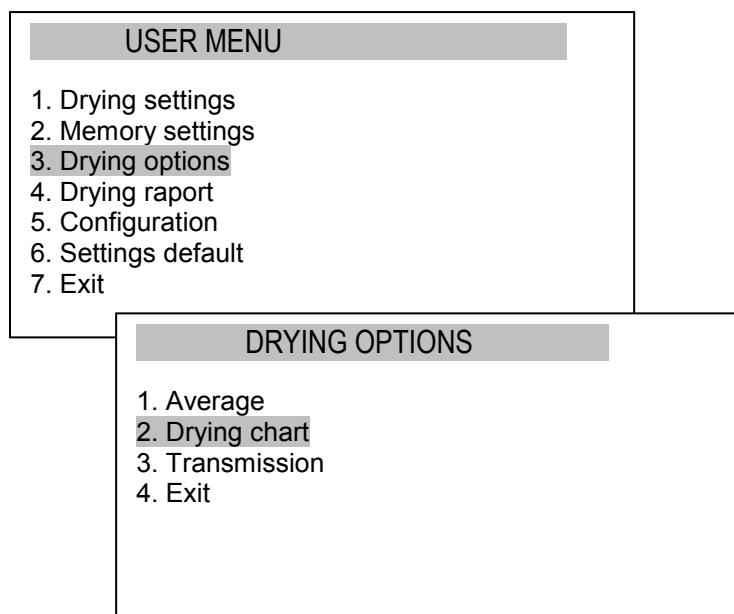 USER MENU
1. Drying settings
2. Memory settings
3. Drying options
4. Drying raport
5. Configuration
6. Settings default
7. Exit
DRYING OPTIONS
1. Average
2. Drying chart
3. Transmission
4. Exit